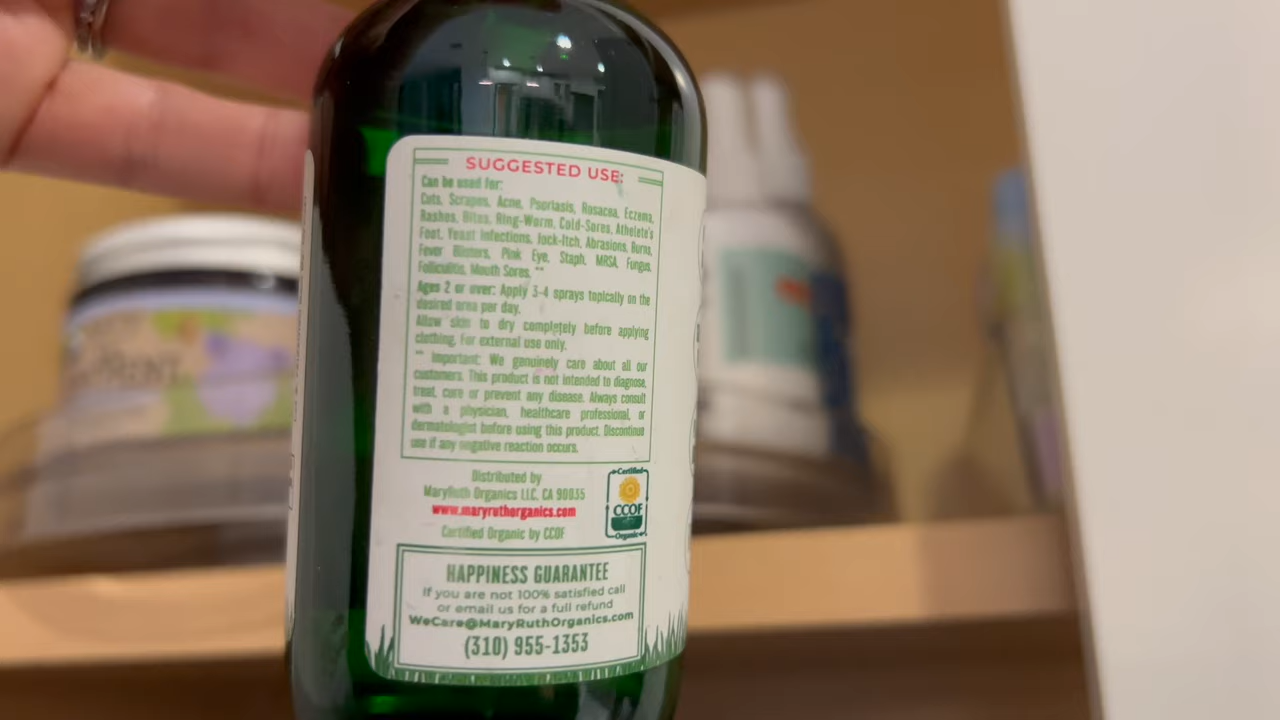 SUGGESTED USE:
Can be used for:
Cuts, Scrapes, Acne, Psoriasis, Rosacea, Eczema,
Rashes, Bites, Ring-Worm, Cold-Sores, Athelete's
Foot, Yeast Infections, Jock-Itch, Abrasions, Burns,
Fever Blisters, Pink Eye, Staph, MRSA, Fungus,
Folliculitis, Mouth Sores. **
Ages 2 or over: Apply 3-4 sprays topically on the
desired area per day.
Allow skin to dry completely before applying
clothing. For external use only.
** Important: We genuinely care about all our
customers. This product is not intended to diagnose,
treat, cure or prevent any disease. Always consult
with a physician, healthcare professional, or
dermatologist before using this product. Discontinue
use if any negative reaction occurs.
Distributed by
MaryRuth Organics LLC, CA 90035
www.maryruthorganics.com
Certified Organic by CCOF
Certified
CCOF
Organic
HAPPINESS GUARANTEE
If you are not 100% satisfied call
or email us for a full refund
WeCare@MaryRuthOrganics.com
(310) 955-1353